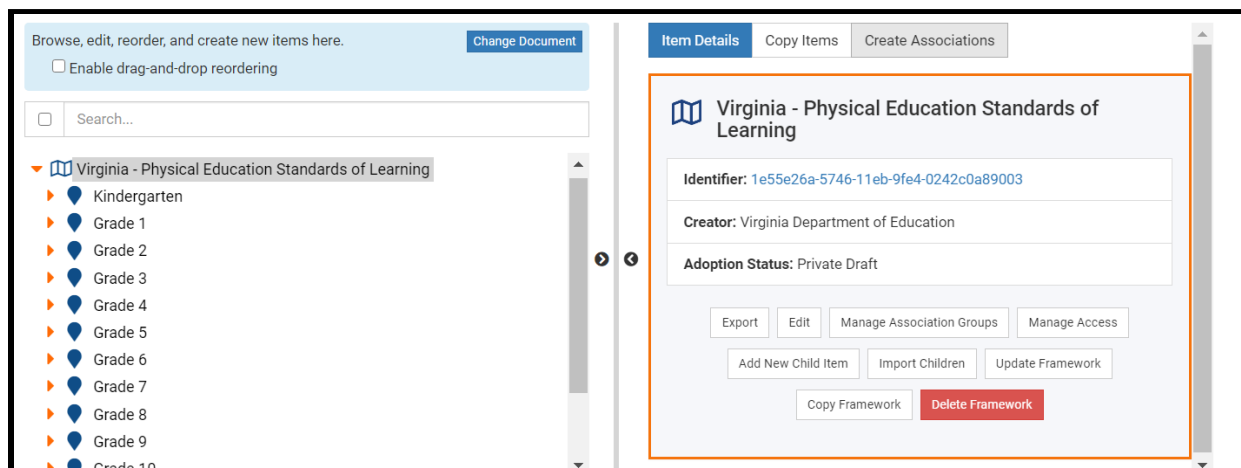 Browse, edit, reorder, and create new items here.
Change Document
Enable drag-and-drop reordering
Search...
Virginia - Physical Education Standards of Learning
Kindergarten
Grade 1
Grade 2
Grade 3
Grade 4
Grade 5
Grade 6
Grade 7
Grade 8
Grade 9
Grade 10
Item Details
Copy Items
Create Associations
Virginia - Physical Education Standards of
Learning
Identifier: 1e55e26a-5746-11eb-9fe4-0242c0a89003
Creator: Virginia Department of Education
Adoption Status: Private Draft
Export
Edit
Manage Association Groups
Manage Access
Add New Child Item
Import Children
Update Framework
Copy Framework
Delete Framework